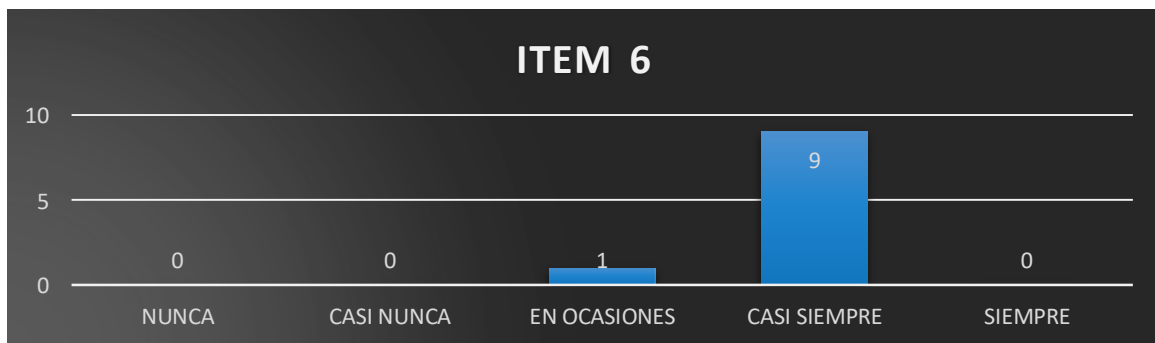 ITEM 6
10
5
0
0
0
1
9
0
NUNCA
CASI NUNCA
EN OCASIONES
CASI SIEMPRE
SIEMPRE